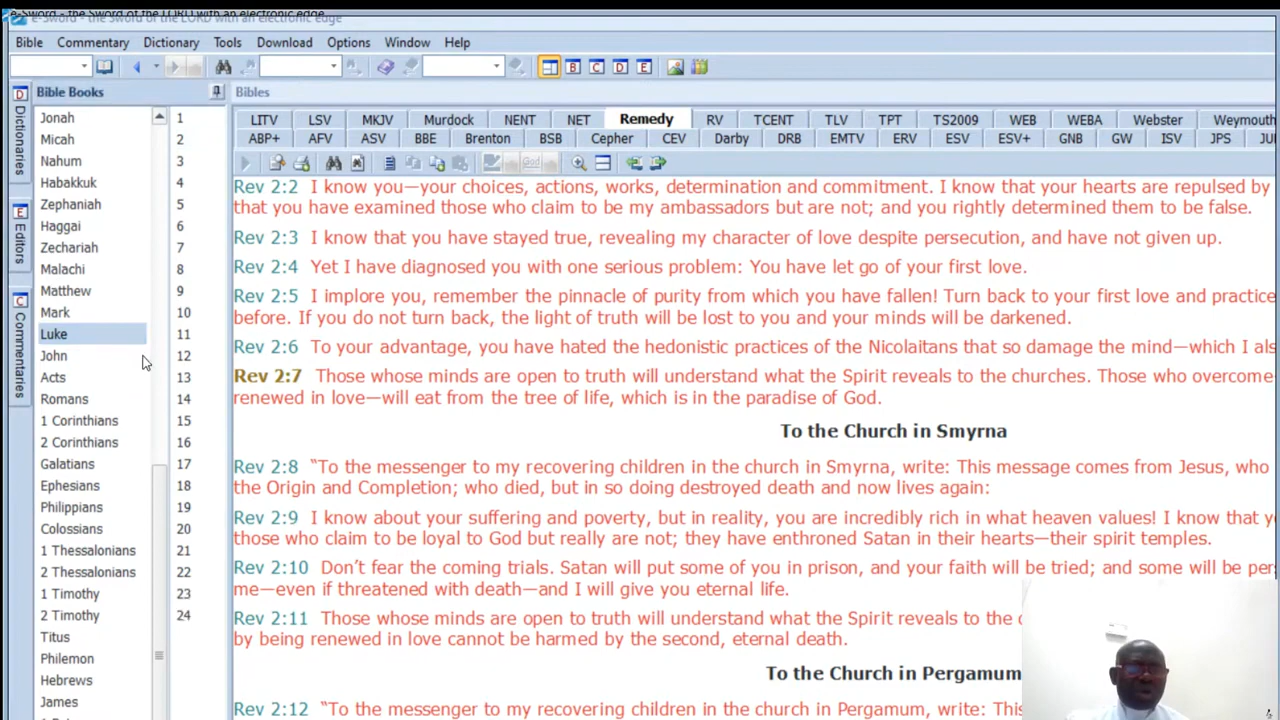 e-Sword - the Sword of the LORD with an electronic edge
Bible Commentary Dictionary Tools Download Options Window Help
B C D E
Bible Books
Bibles
D Dictionaries
E Editors
C Commentaries
Jonah
Micah
Nahum
Habakkuk
Zephaniah
Haggai
Zechariah
Malachi
Matthew
Mark
Luke
John
Acts
Romans
1 Corinthians
2 Corinthians
Galatians
Ephesians
Philippians
Colossians
1 Thessalonians
2 Thessalonians
1 Timothy
2 Timothy
Titus
Philemon
Hebrews
James
1
2
3
4
5
6
7
8
9
10
11
12
13
14
15
16
17
18
19
20
21
22
23
24
LITV LSV MKJV Murdock NENT NET Remedy RV TCENT TLV TPT TS2009 WEB WEBA Webster Weymouth
ABP+ AFV ASV BBE Brenton BSB Cepher CEV Darby DRB EMTV ERV ESV ESV+ GNB GW ISV JPS
God
Rev 2:2 I know you—your choices, actions, works, determination and commitment. I know that your hearts are repulsed by
that you have examined those who claim to be my ambassadors but are not; and you rightly determined them to be false.
Rev 2:3 I know that you have stayed true, revealing my character of love despite persecution, and have not given up.
Rev 2:4 Yet I have diagnosed you with one serious problem: You have let go of your first love.
Rev 2:5 I implore you, remember the pinnacle of purity from which you have fallen! Turn back to your first love and practice
before. If you do not turn back, the light of truth will be lost to you and your minds will be darkened.
Rev 2:6 To your advantage, you have hated the hedonistic practices of the Nicolaitans that so damage the mind—which I als
Rev 2:7 Those whose minds are open to truth will understand what the Spirit reveals to the churches. Those who overcome
renewed in love—will eat from the tree of life, which is in the paradise of God.
To the Church in Smyrna
Rev 2:8 “To the messenger to my recovering children in the church in Smyrna, write: This message comes from Jesus, who
the Origin and Completion; who died, but in so doing destroyed death and now lives again:
Rev 2:9 I know about your suffering and poverty, but in reality, you are incredibly rich in what heaven values! I know that
those who claim to be loyal to God but really are not; they have enthroned Satan in their hearts—their spirit temples.
Rev 2:10 Don’t fear the coming trials. Satan will put some of you in prison, and your faith will be tried; and some will be per
me—even if threatened with death—and I will give you eternal life.
Rev 2:11 Those whose minds are open to truth will understand what the Spirit reveals to the
by being renewed in love cannot be harmed by the second, eternal death.
To the Church in Pergamum
Rev 2:12 “To the messenger to my recovering children in the church in Pergamum, write: This